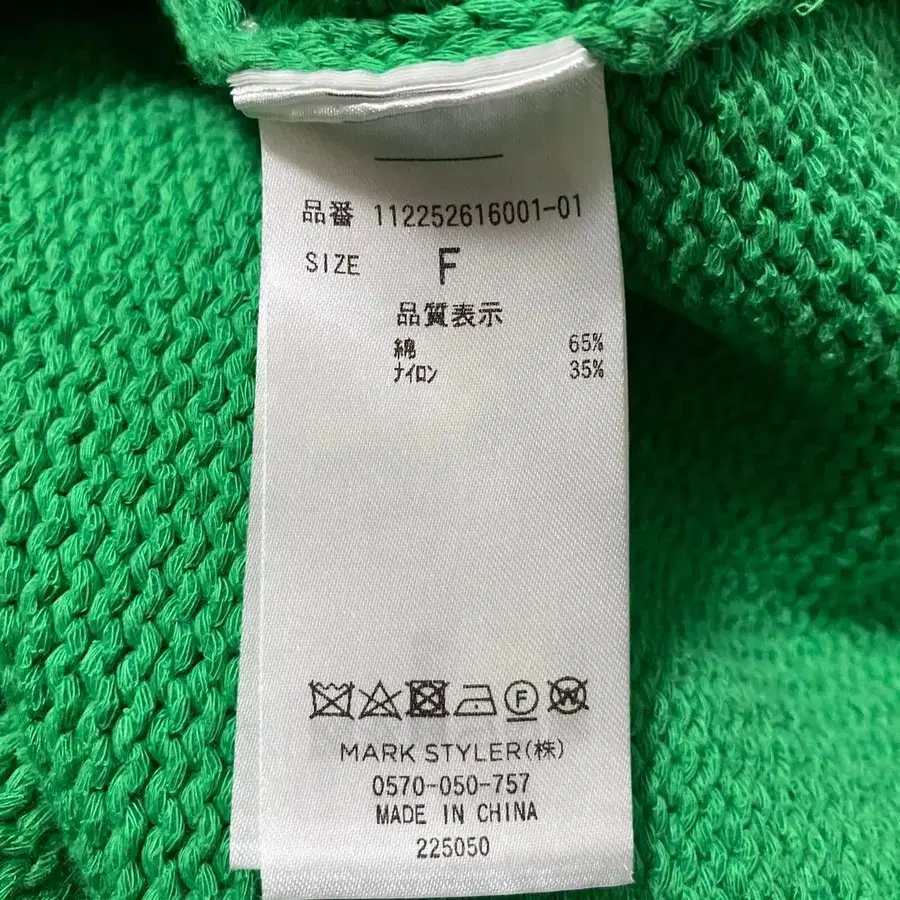 品番 112252616001-01
SIZE F
品質表示
綿 65%
ナイロン 35%
F W
MARK STYLER(株)
0570-050-757
MADE IN CHINA
225050